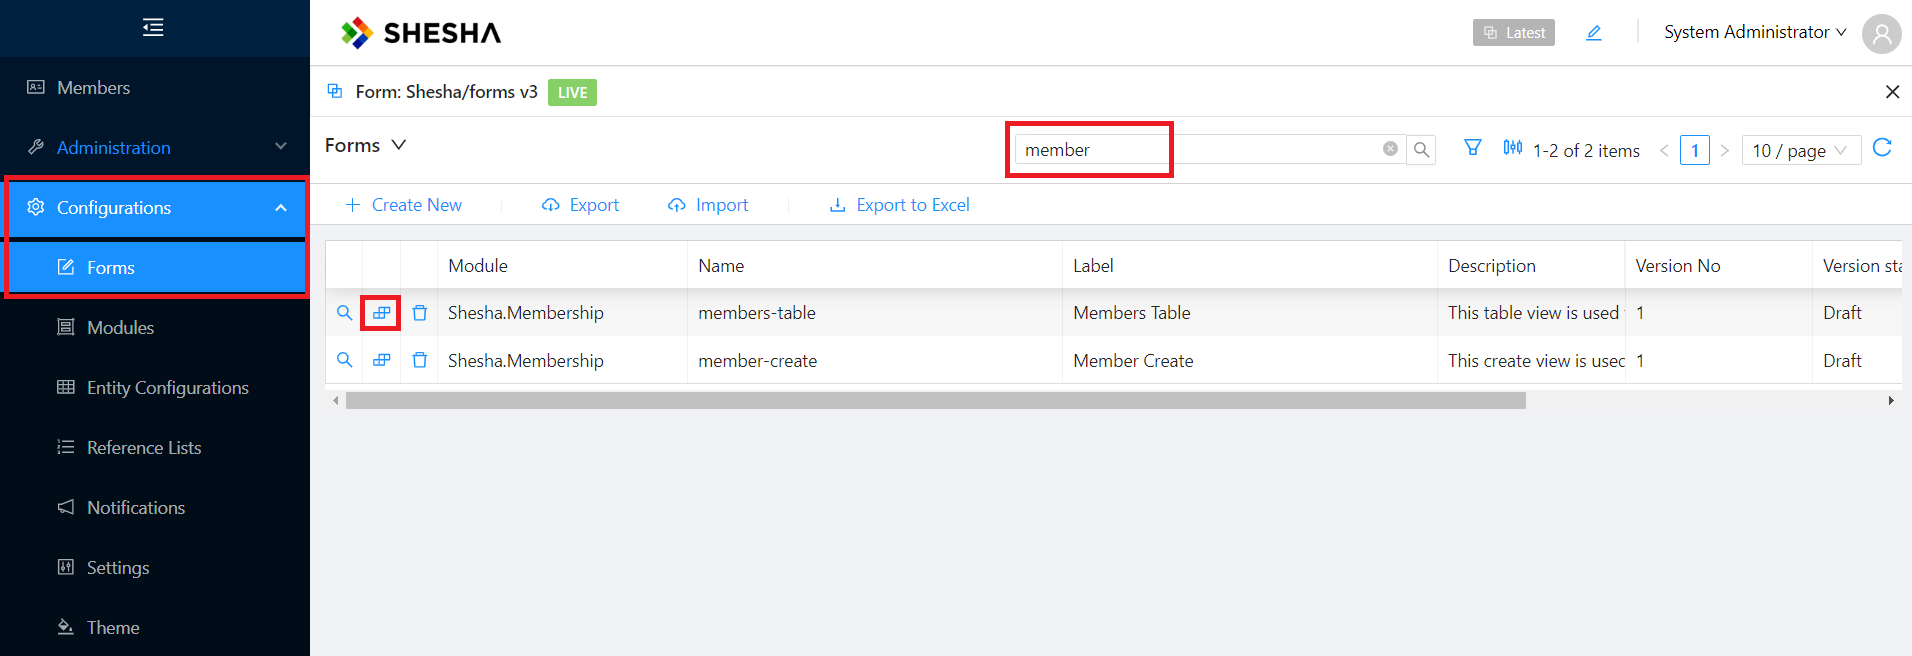 SHESHA
Latest
System Administrator
Members
Form: Shesha/forms v3
LIVE
Administration
Forms
member
1-2 of 2 items
1
10 / page
Configurations
Create New
Export
Import
Export to Excel
Forms
Module
Name
Label
Description
Version No
Version sta
Shesha.Membership
members-table
Members Table
This table view is used
1
Draft
Modules
Shesha.Membership
member-create
Member Create
This create view is used
1
Draft
Entity Configurations
Reference Lists
Notifications
Settings
Theme